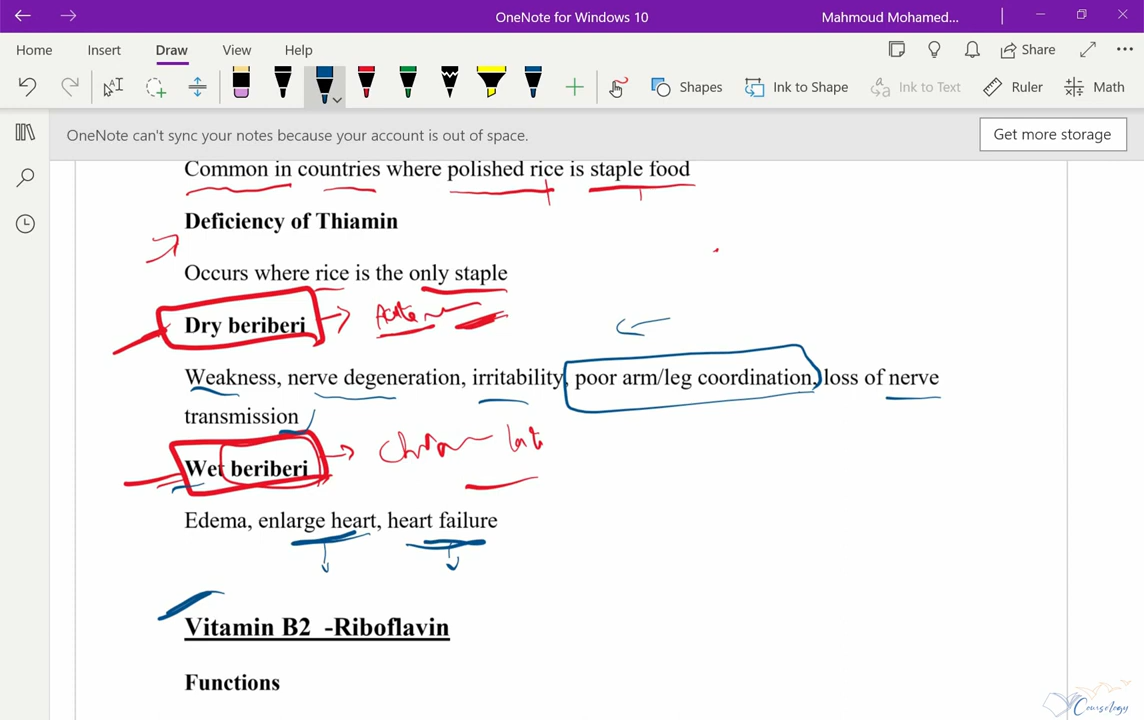 OneNote for Windows 10
Mahmoud Mohamed...
Home Insert Draw View Help Share
Shapes Ink to Shape Ink to Text Ruler Math
OneNote can't sync your notes because your account is out of space.
Get more storage
Common in countries where polished rice is staple food
Deficiency of Thiamin
Occurs where rice is the only staple
Dry beriberi Acute
Weakness, nerve degeneration, irritability, poor arm/leg coordination, loss of nerve
transmission
Wet beriberi late
Edema, enlarge heart, heart failure
Vitamin B2 -Riboflavin
Functions
Coursology